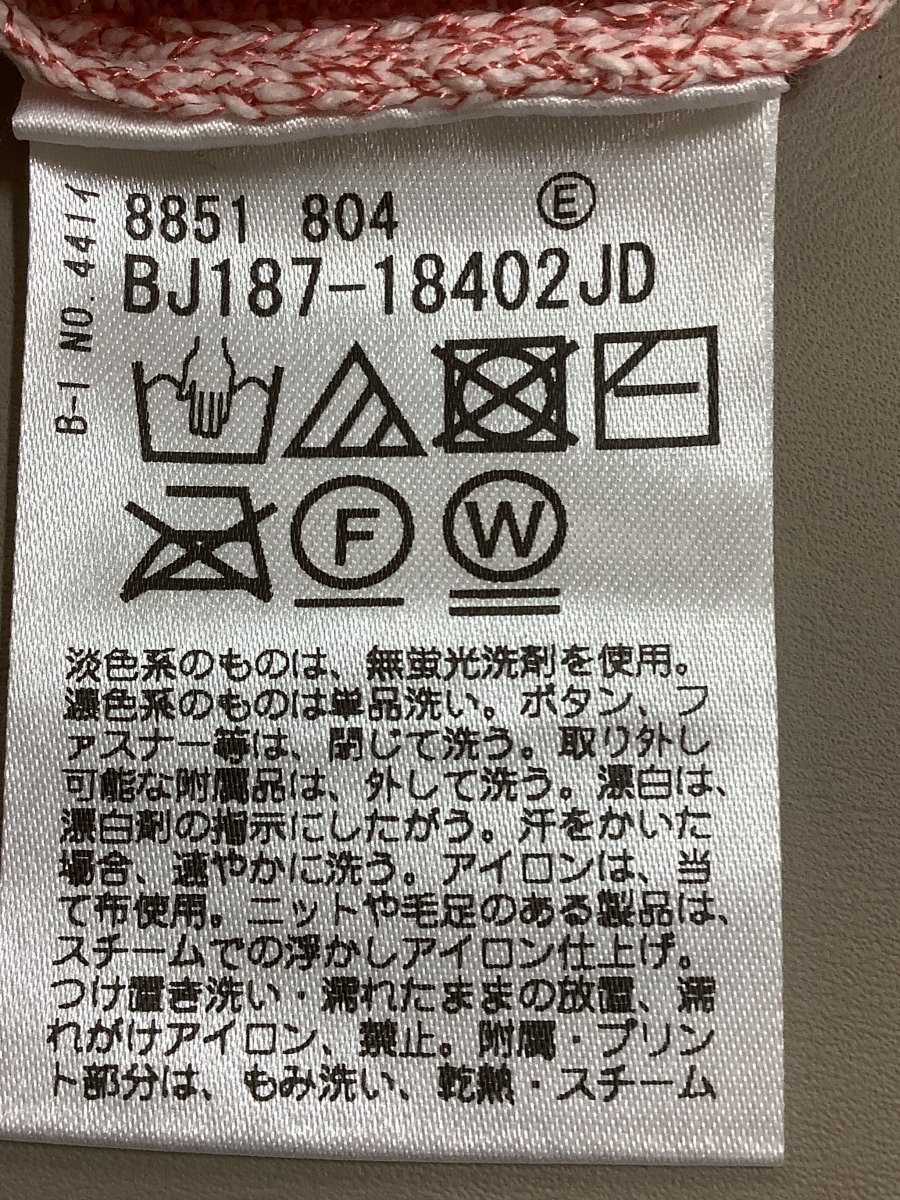 8851 804 Ⓔ
BJ187-18402JD
B-1 NO. 4411
F
W
淡色系のものは、無蛍光洗剤を使用。
濃色系のものは単品洗い。ボタン、フ
ァスナー等は、閉じて洗う。取り外し
可能な附属品は、外して洗う。漂白は、
漂白剤の指示にしたがう。汗をかいた
場合、速やかに洗う。アイロンは、当
て布使用。ニットや毛足のある製品は、
スチームでの浮かしアイロン仕上げ。
つけ置き洗い・濡れたままの放置、濡
れがけアイロン、禁止。附属・プリン
ト部分は、もみ洗い、乾熱・スチーム